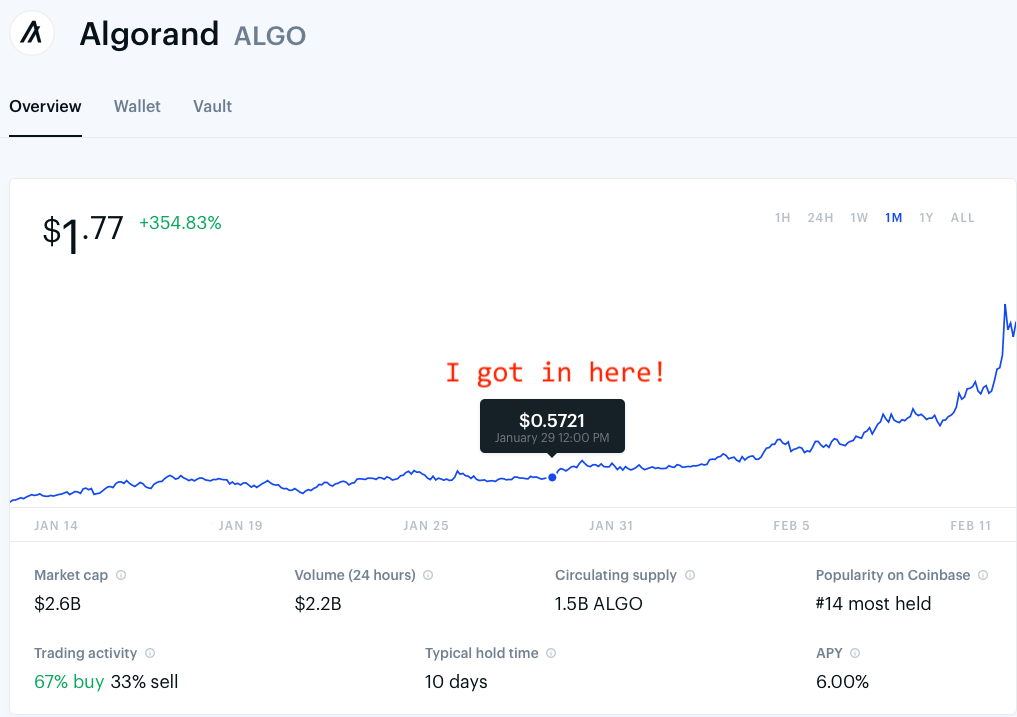 Algorand ALGO
Overview Wallet Vault
$1.77 +354.83%
1H 24H 1W 1M 1Y ALL
I got in here!
$0.5721
January 29 12:00 PM
JAN 14 JAN 19 JAN 25 JAN 31 FEB 5 FEB 11
Market cap Volume (24 hours) Circulating supply Popularity on Coinbase
$2.6B $2.2B 1.5B ALGO #14 most held
Trading activity Typical hold time APY
67% buy 33% sell 10 days 6.00%